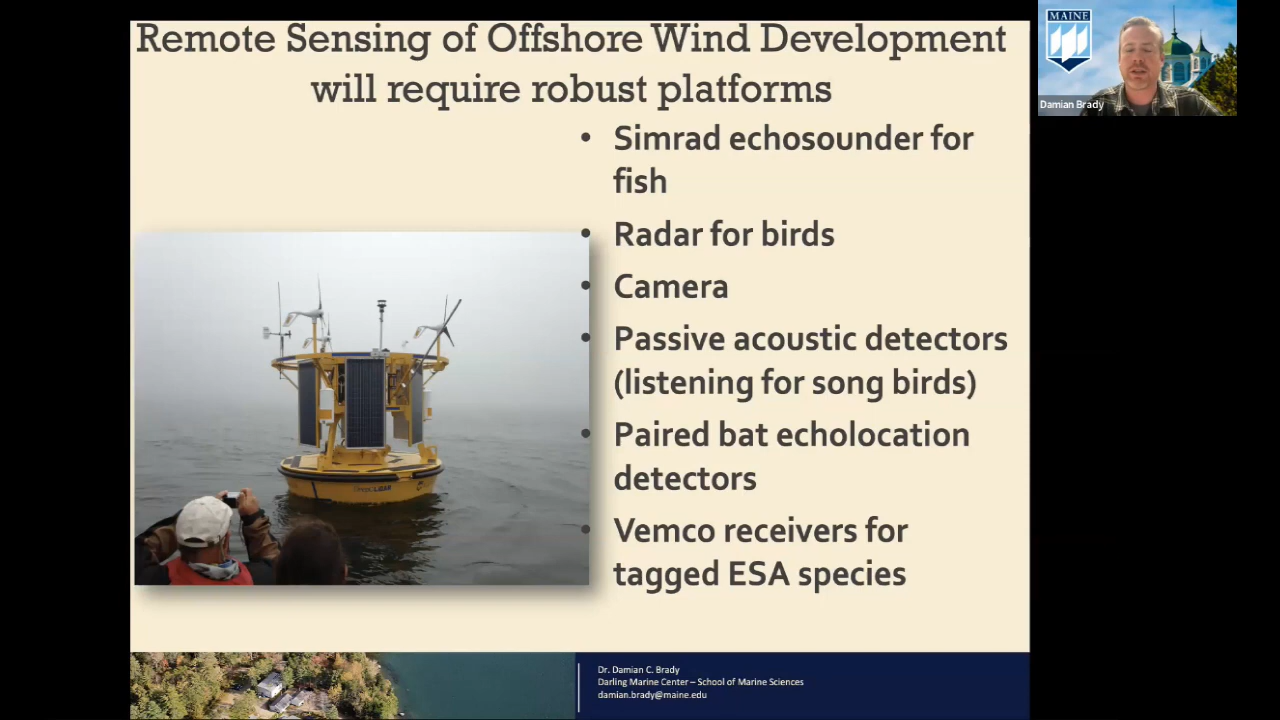 Remote Sensing of Offshore Wind Development
will require robust platforms
• Simrad echosounder for
fish
• Radar for birds
• Camera
• Passive acoustic detectors
(listening for song birds)
• Paired bat echolocation
detectors
• Vemco receivers for
tagged ESA species
Dr. Damian C. Brady
Darling Marine Center – School of Marine Sciences
damian.brady@maine.edu
MAINE
Damian Brady